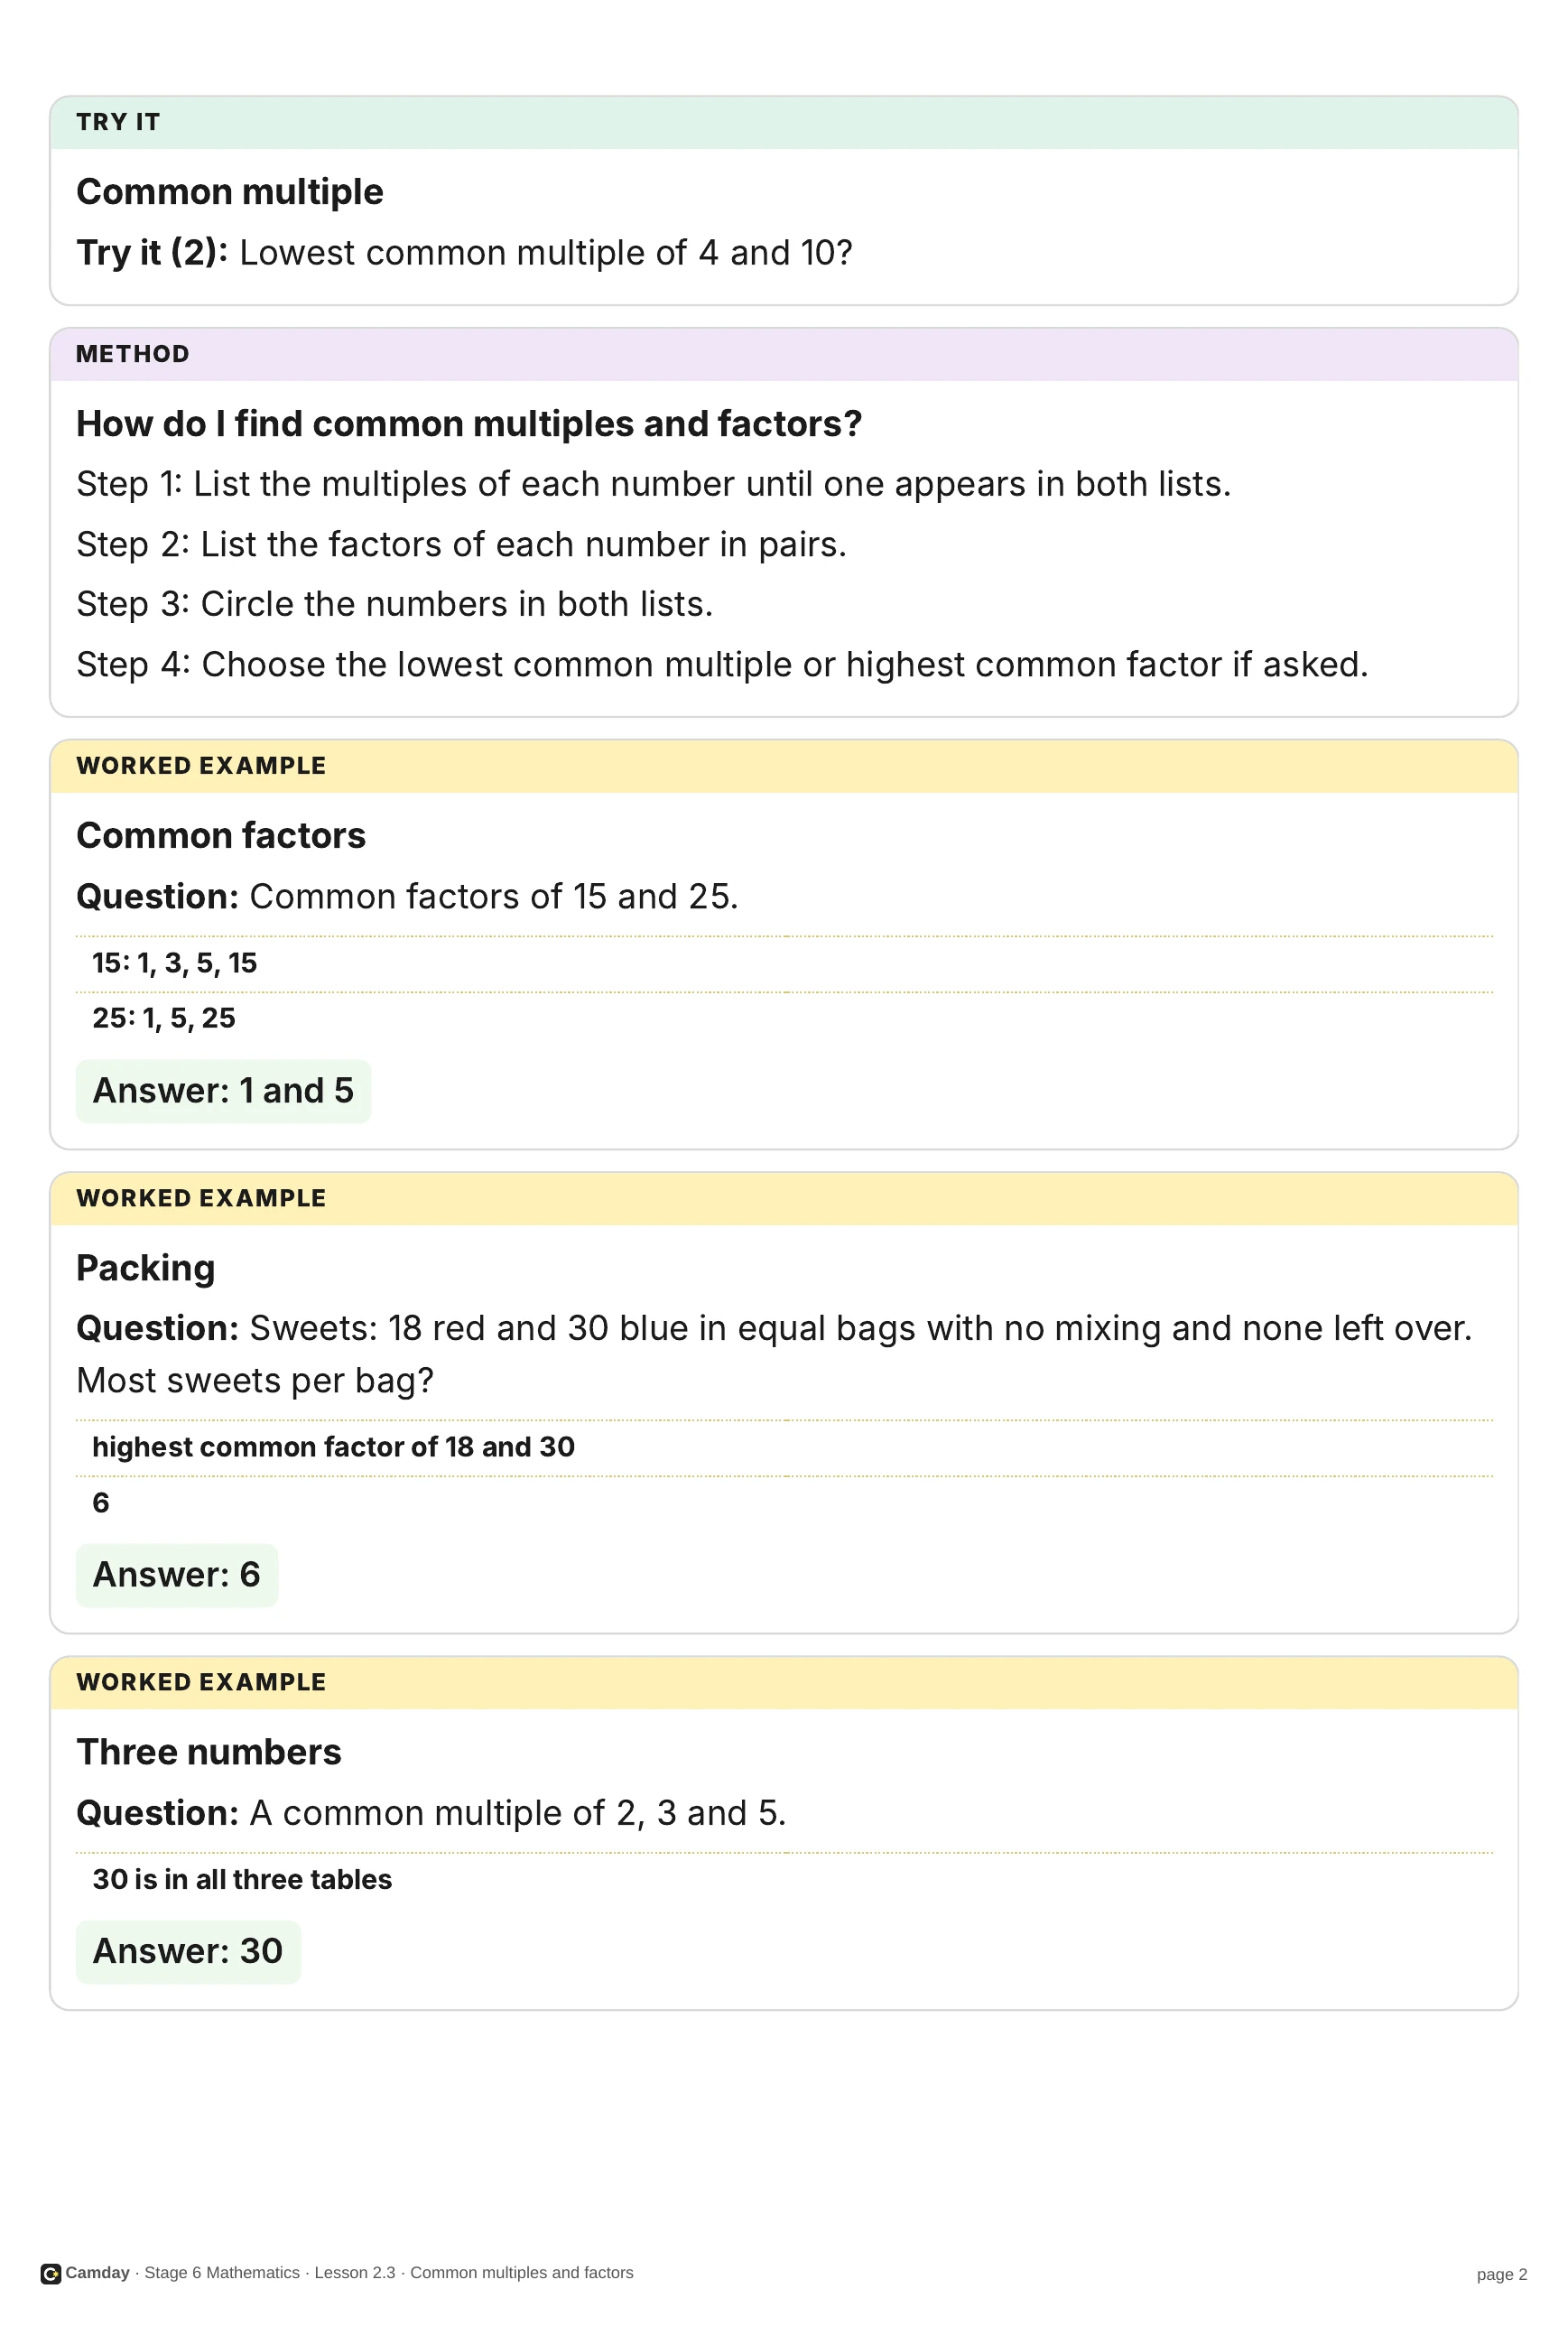 TRY IT
Common multiple
Try it (2): Lowest common multiple of 4 and 10?
METHOD
How do I find common multiples and factors?
Step 1: List the multiples of each number until one appears in both lists.
Step 2: List the factors of each number in pairs.
Step 3: Circle the numbers in both lists.
Step 4: Choose the lowest common multiple or highest common factor if asked.
WORKED EXAMPLE
Common factors
Question: Common factors of 15 and 25.
15: 1, 3, 5, 15
25: 1, 5, 25
Answer: 1 and 5
WORKED EXAMPLE
Packing
Question: Sweets: 18 red and 30 blue in equal bags with no mixing and none left over.
Most sweets per bag?
highest common factor of 18 and 30
6
Answer: 6
WORKED EXAMPLE
Three numbers
Question: A common multiple of 2, 3 and 5.
30 is in all three tables
Answer: 30
Camday · Stage 6 Mathematics · Lesson 2.3 · Common multiples and factors
page 2